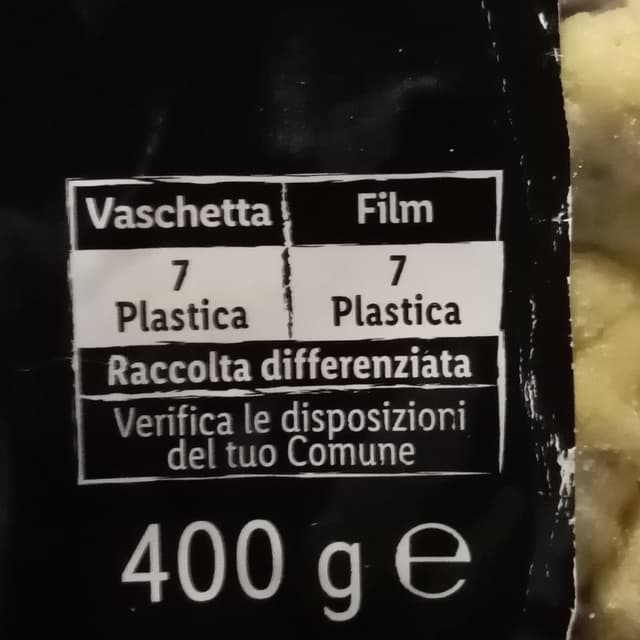 Vaschetta Film
7 7
Plastica Plastica
Raccolta differenziata
Verifica le disposizioni
del tuo Comune
400 g e